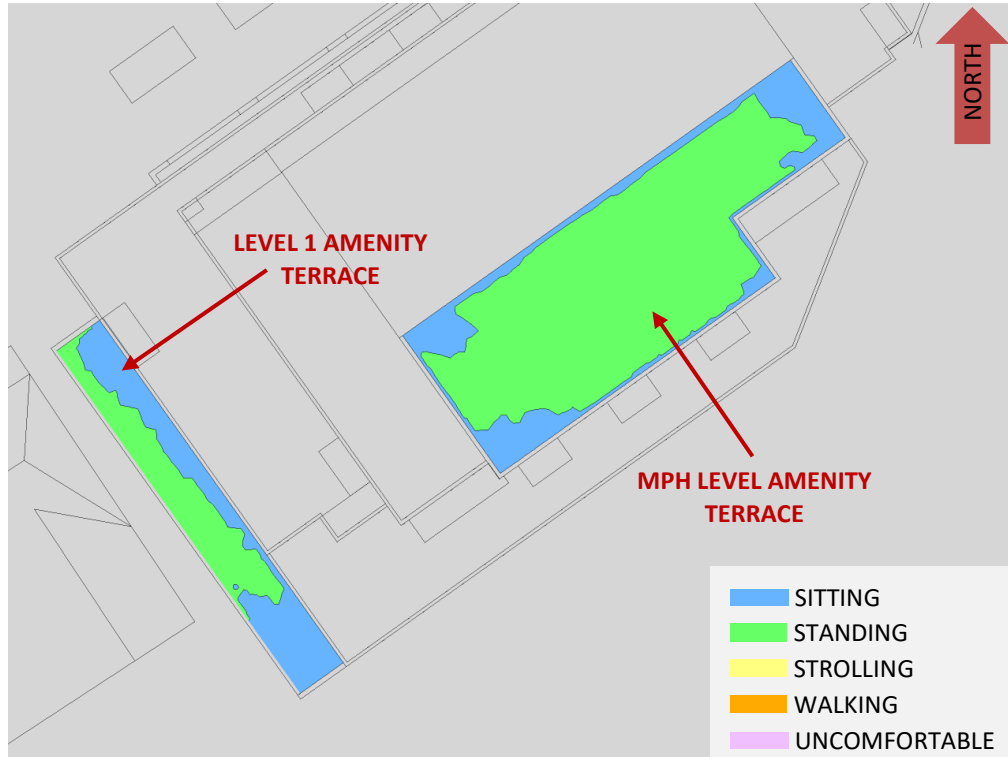 NORTH
LEVEL 1 AMENITY
TERRACE
MPH LEVEL AMENITY
TERRACE
SITTING
STANDING
STROLLING
WALKING
UNCOMFORTABLE